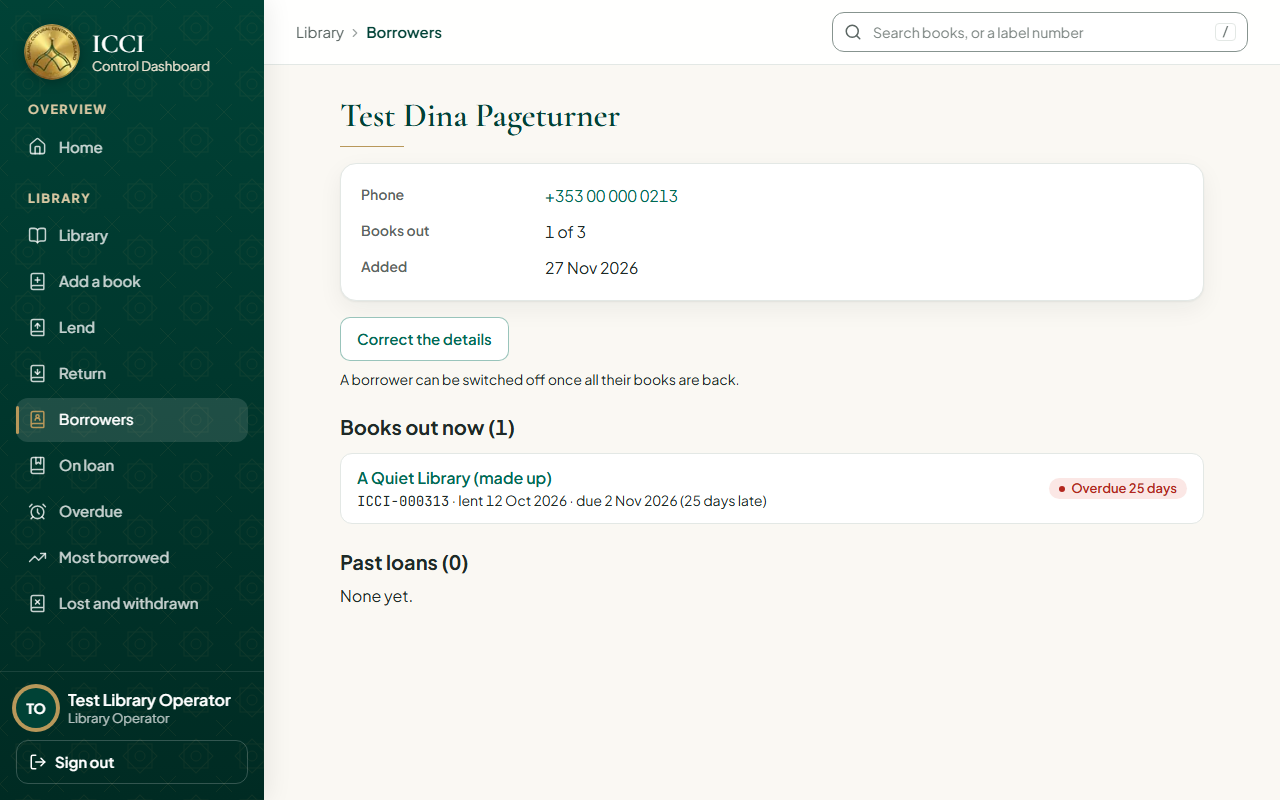 ICCI
Control Dashboard
OVERVIEW
Home
LIBRARY
Library
Add a book
Lend
Return
Borrowers
On loan
Overdue
Most borrowed
Lost and withdrawn
TO
Test Library Operator
Library Operator
Sign out
Library › Borrowers
Search books, or a label number /
Test Dina Pageturner
Phone +353 00 000 0213
Books out 1 of 3
Added 27 Nov 2026
Correct the details
A borrower can be switched off once all their books are back.
Books out now (1)
A Quiet Library (made up)
ICCI-000313 · lent 12 Oct 2026 · due 2 Nov 2026 (25 days late)
Overdue 25 days
Past loans (0)
None yet.